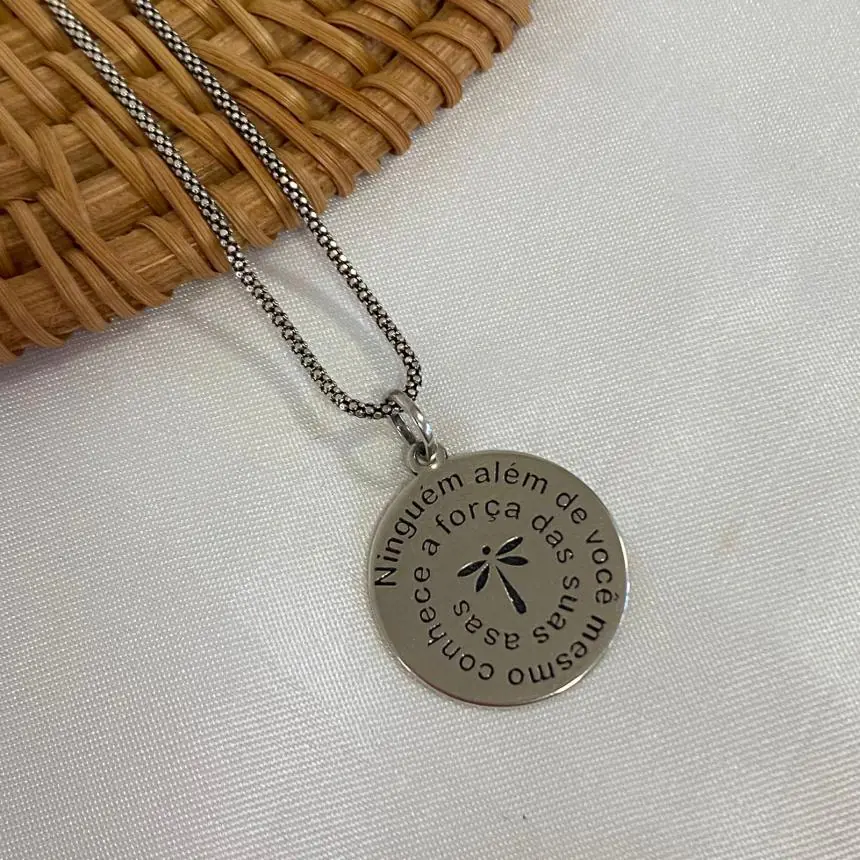 Ninguém além de você mesmo conhece a força das suas asas